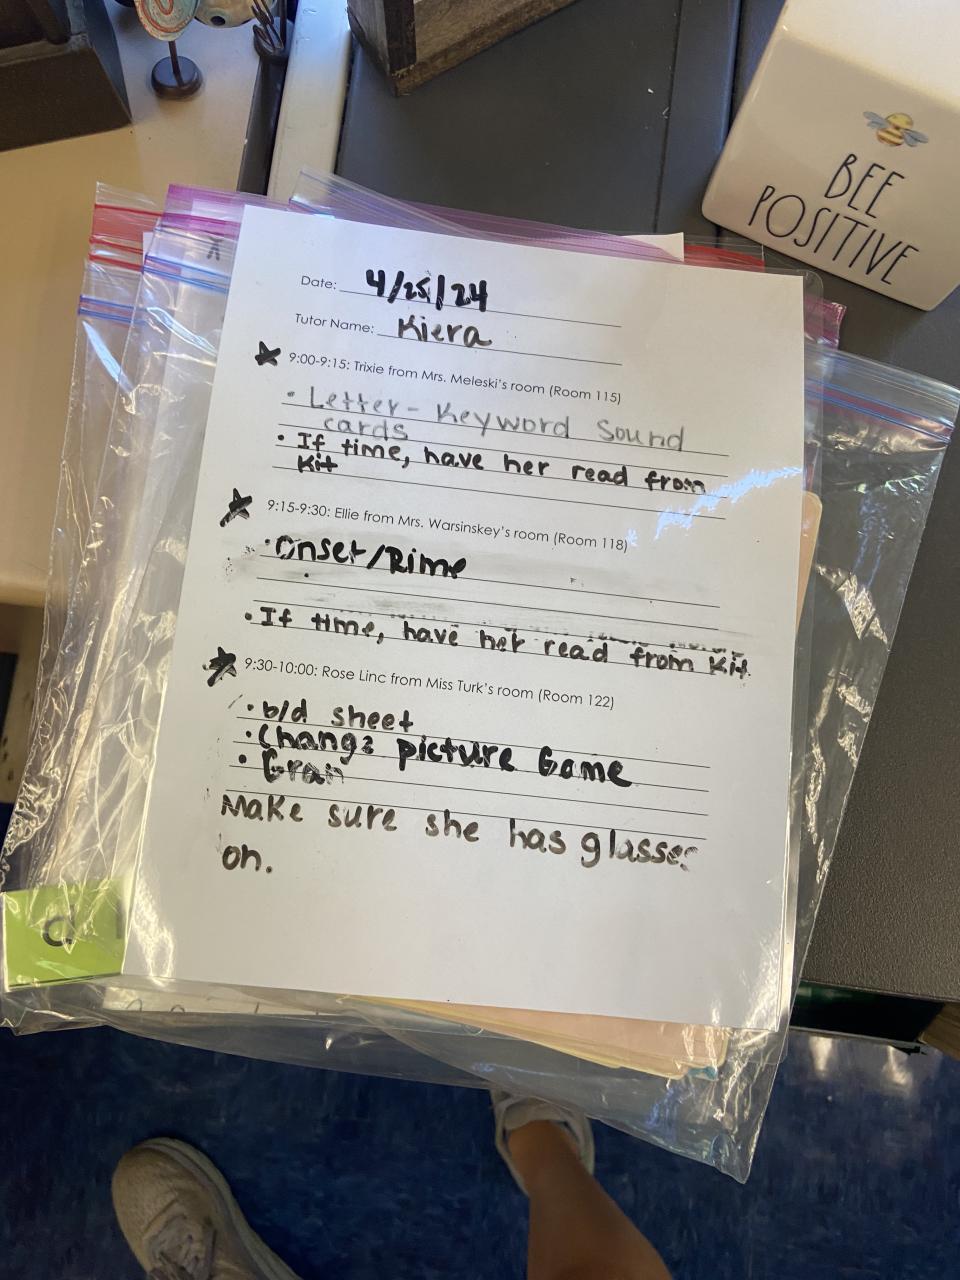 BEE
POSITIVE
Date: 4/25/24
Tutor Name: Kiera
9:00-9:15: Trixie from Mrs. Meleski's room (Room 115)
• Letter - Keyword Sound
cards
• If time, have her read from
Kit
9:15-9:30: Ellie from Mrs. Warsinskey's room (Room 118)
• Onset/Rime
• If time, have her read from Kit.
9:30-10:00: Rose Linc from Miss Turk's room (Room 122)
• b/d sheet
• Change picture Game
• Gran
Make sure she has glasses
on.
d